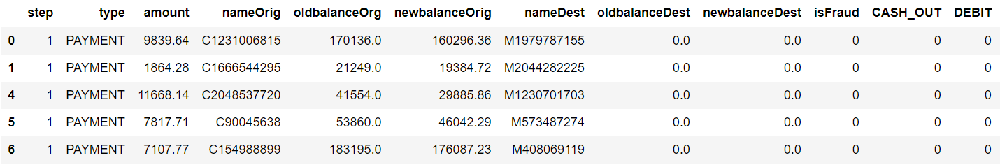 step type amount nameOrig oldbalanceOrg newbalanceOrig nameDest oldbalanceDest newbalanceDest isFraud CASH_OUT DEBIT
0 1 PAYMENT 9839.64 C1231006815 170136.0 160296.36 M1979787155 0.0 0.0 0 0 0
1 1 PAYMENT 1864.28 C1666544295 21249.0 19384.72 M2044282225 0.0 0.0 0 0 0
4 1 PAYMENT 11668.14 C2048537720 41554.0 29885.86 M1230701703 0.0 0.0 0 0 0
5 1 PAYMENT 7817.71 C90045638 53860.0 46042.29 M573487274 0.0 0.0 0 0 0
6 1 PAYMENT 7107.77 C154988899 183195.0 176087.23 M408069119 0.0 0.0 0 0 0